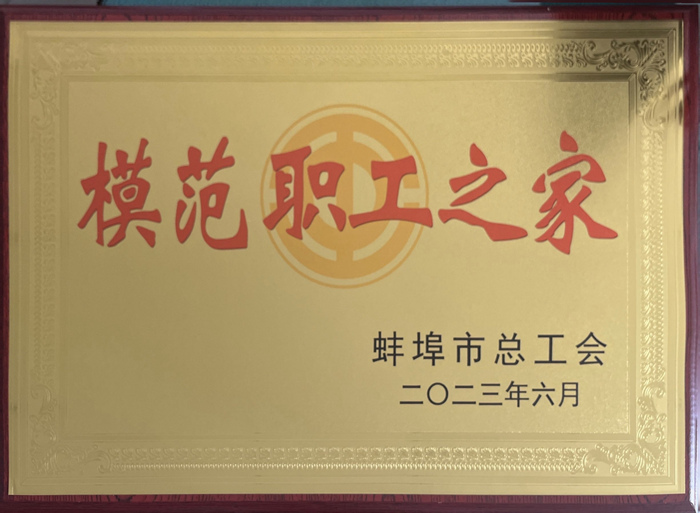 模范职工之家
蚌埠市总工会
二〇二三年六月